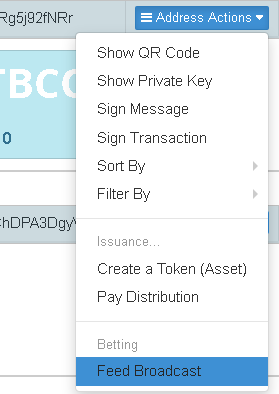 Rg5j92fNRr
Address Actions
TBCC
0
Show QR Code
Show Private Key
Sign Message
Sign Transaction
Sort By
Filter By
Issuance...
ChDPA3Dgy
Create a Token (Asset)
Pay Distribution
Betting
Feed Broadcast